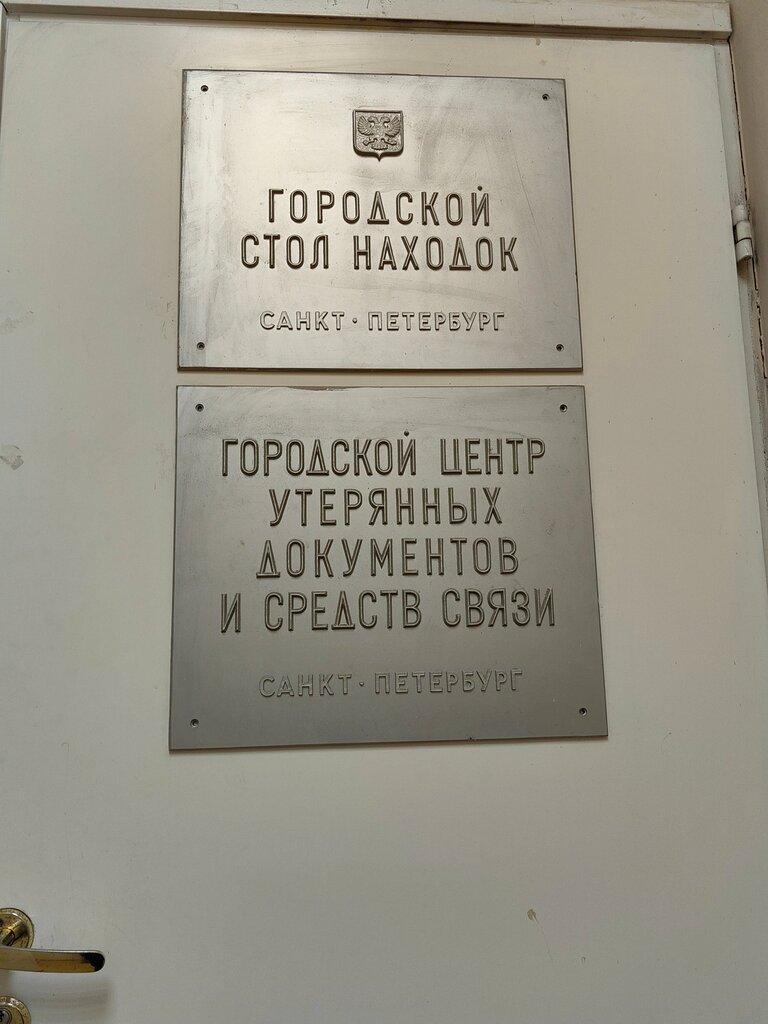 ГОРОДСКОЙ
СТОЛ НАХОДОК
САНКТ·ПЕТЕРБУРГ
ГОРОДСКОЙ ЦЕНТР
УТЕРЯННЫХ
ДОКУМЕНТОВ
И СРЕДСТВ СВЯЗИ
САНКТ·ПЕТЕРБУРГ